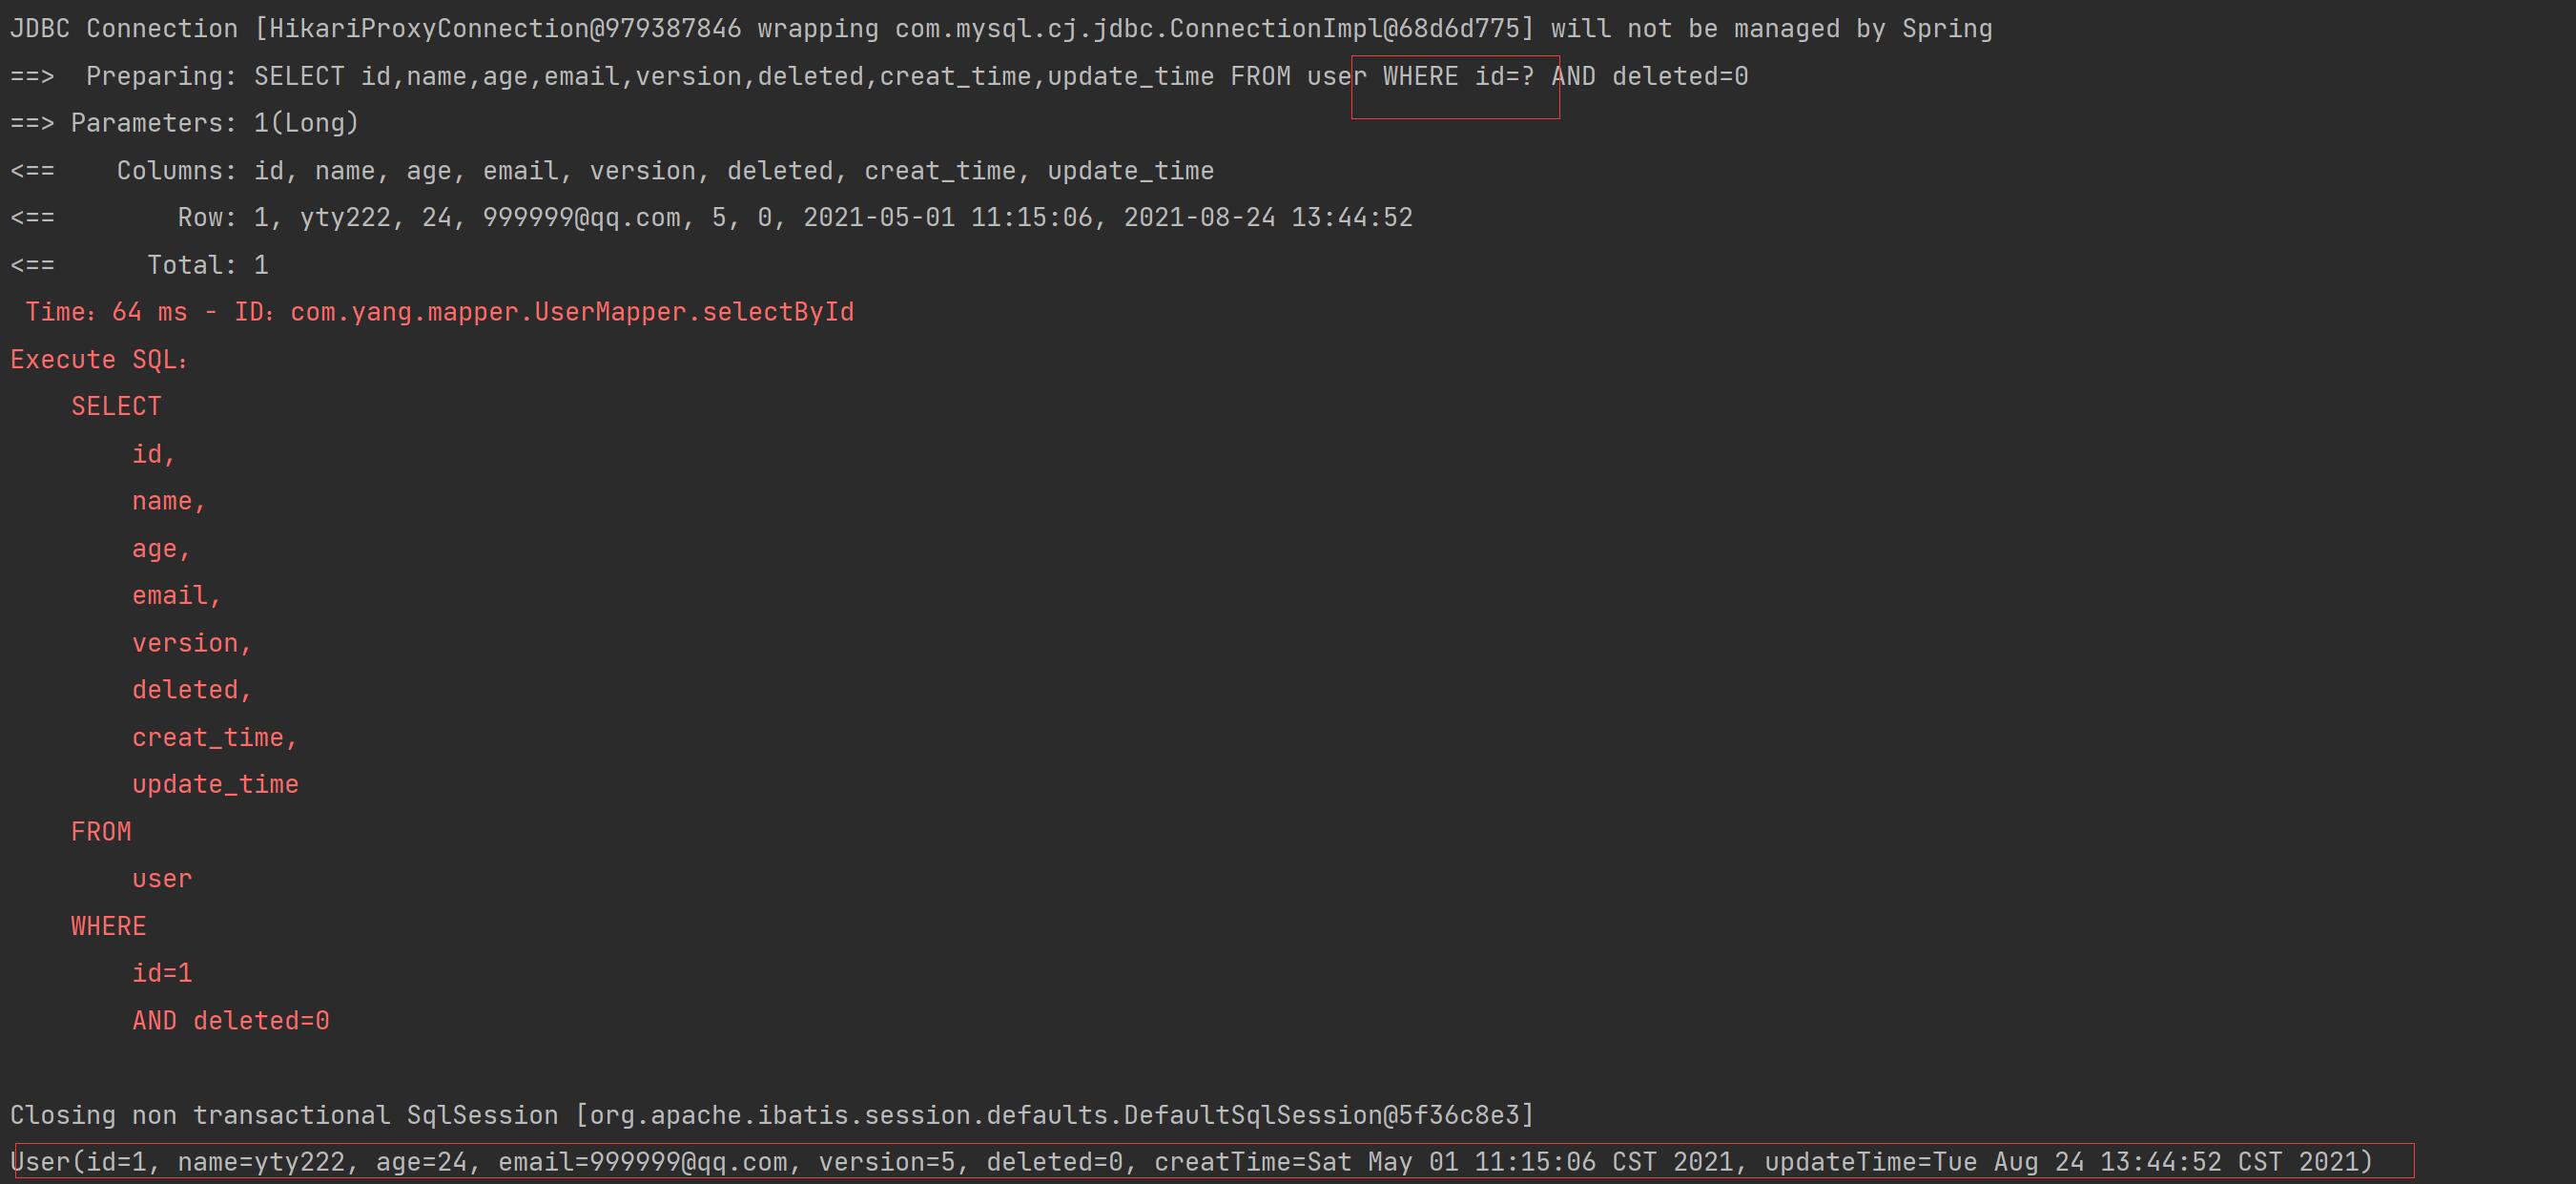 JDBC Connection [HikariProxyConnection@979387846 wrapping com.mysql.cj.jdbc.ConnectionImpl@68d6d775] will not be managed by Spring
==>  Preparing: SELECT id,name,age,email,version,deleted,creat_time,update_time FROM user WHERE id=? AND deleted=0
==> Parameters: 1(Long)
<==    Columns: id, name, age, email, version, deleted, creat_time, update_time
<==        Row: 1, yty222, 24, 999999@qq.com, 5, 0, 2021-05-01 11:15:06, 2021-08-24 13:44:52
<==      Total: 1
 Time：64 ms - ID：com.yang.mapper.UserMapper.selectById
Execute SQL：
    SELECT
        id,
        name,
        age,
        email,
        version,
        deleted,
        creat_time,
        update_time
    FROM
        user
    WHERE
        id=1
        AND deleted=0
Closing non transactional SqlSession [org.apache.ibatis.session.defaults.DefaultSqlSession@5f36c8e3]
User(id=1, name=yty222, age=24, email=999999@qq.com, version=5, deleted=0, creatTime=Sat May 01 11:15:06 CST 2021, updateTime=Tue Aug 24 13:44:52 CST 2021)